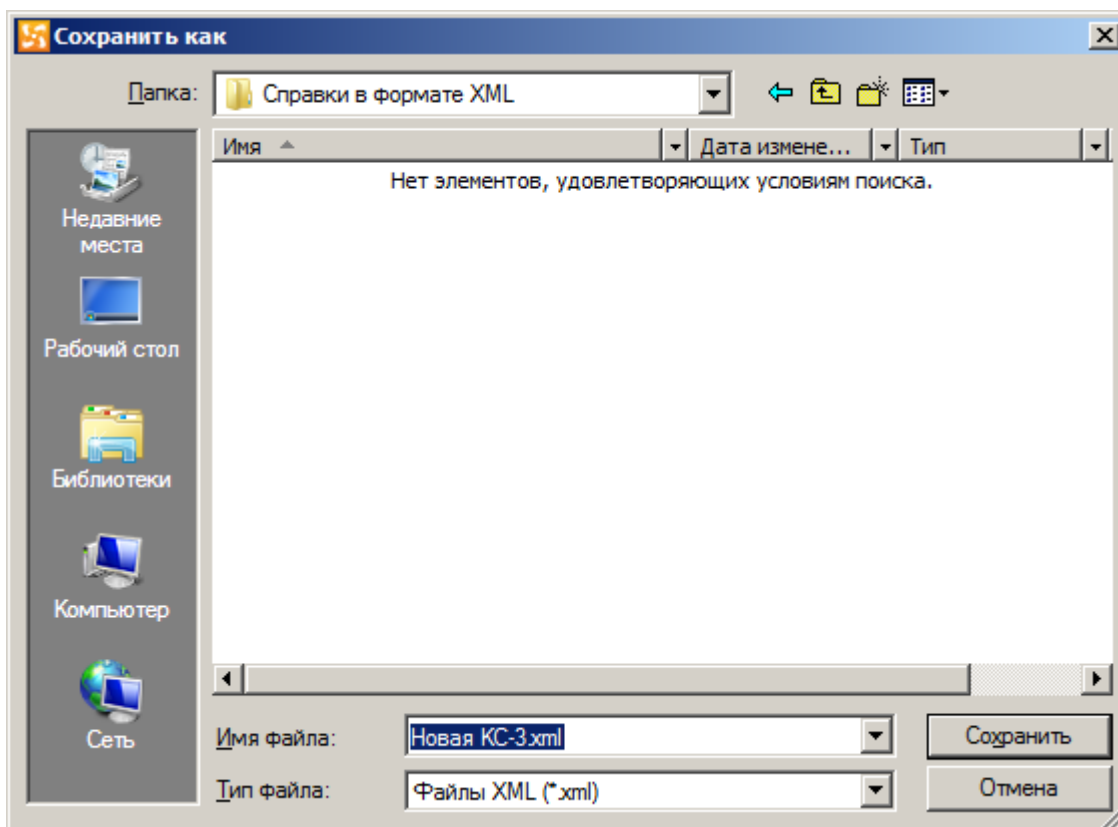 Сохранить как
Папка: Справки в формате XML
Имя Дата измене... Тип
Нет элементов, удовлетворяющих условиям поиска.
Недавние
места
Рабочий стол
Библиотеки
Компьютер
Сеть
Имя файла: Новая КС-3.xml Сохранить
Тип файла: Файлы XML (*.xml) Отмена